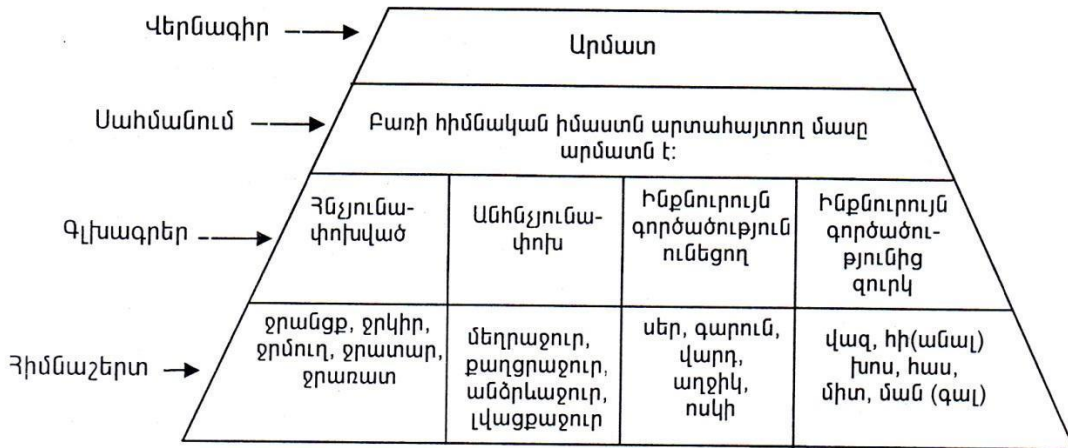 Վերնագիր
Արմատ
Սահմանում
Բառի հիմնական իմաստն արտահայտող մասը
արմատն է:
Գլխագրեր
Հնչյունա-
փոխված
Անհնչյունա-
փոխ
Ինքնուրույն
գործածություն
ունեցող
Ինքնուրույն
գործածու-
թյունից
զուրկ
Հիմնաշերտ
ջրանցք, ջրկիր,
ջրմուղ, ջրատար,
ջրառատ
մեղրաջուր,
քաղցրաջուր,
անձրևաջուր,
լվացքաջուր
սեր, գարուն,
վարդ,
աղջիկ,
ոսկի
վազ, հի(անալ)
խոս, հաս,
միտ, ման (գալ)